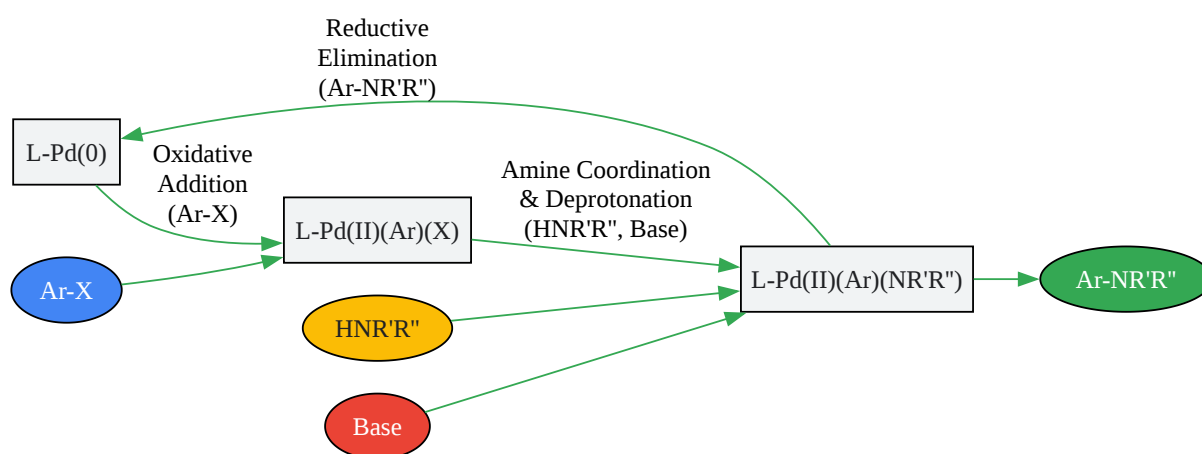 Reductive
Elimination
(Ar-NR'R")
L-Pd(0)
Oxidative
Addition
(Ar-X)
Amine Coordination
& Deprotonation
(HNR'R", Base)
L-Pd(II)(Ar)(X)
L-Pd(II)(Ar)(NR'R")
Ar-NR'R"
Ar-X
HNR'R"
Base